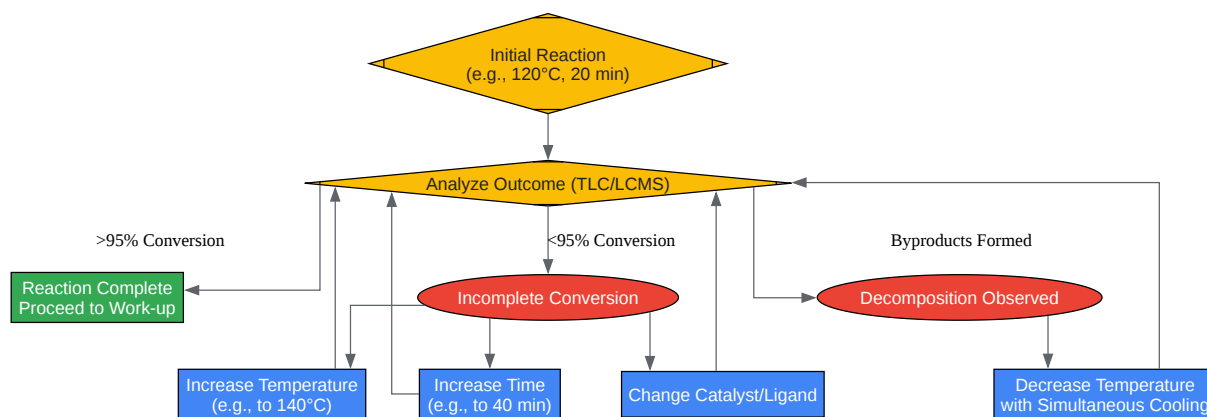 Initial Reaction
(e.g., 120°C, 20 min)
Analyze Outcome (TLC/LCMS)
>95% Conversion
<95% Conversion
Byproducts Formed
Reaction Complete
Proceed to Work-up
Incomplete Conversion
Decomposition Observed
Increase Temperature
(e.g., to 140°C)
Increase Time
(e.g., to 40 min)
Change Catalyst/Ligand
Decrease Temperature
with Simultaneous Cooling